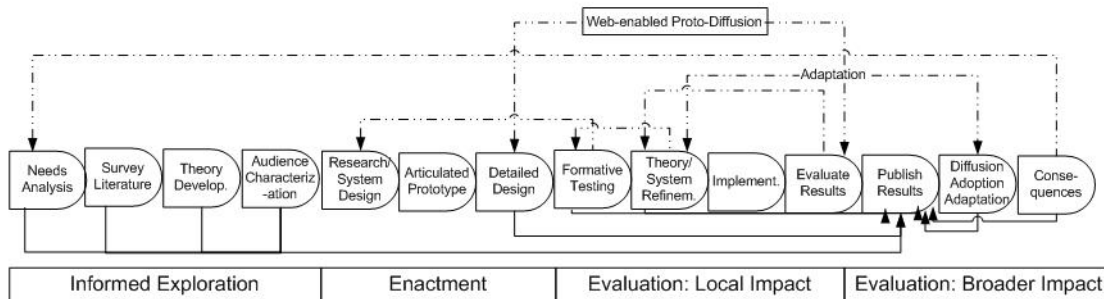 Web-enabled Proto-Diffusion
Adaptation
Needs
Analysis
Survey
Literature
Theory
Develop.
Audience
Characteriz
-ation
Research/
System
Design
Articulated
Prototype
Detailed
Design
Formative
Testing
Theory/
System
Refinem.
Implement.
Evaluate
Results
Publish
Results
Diffusion
Adoption
Adaptation
Conse-
quences
Informed Exploration
Enactment
Evaluation: Local Impact
Evaluation: Broader Impact